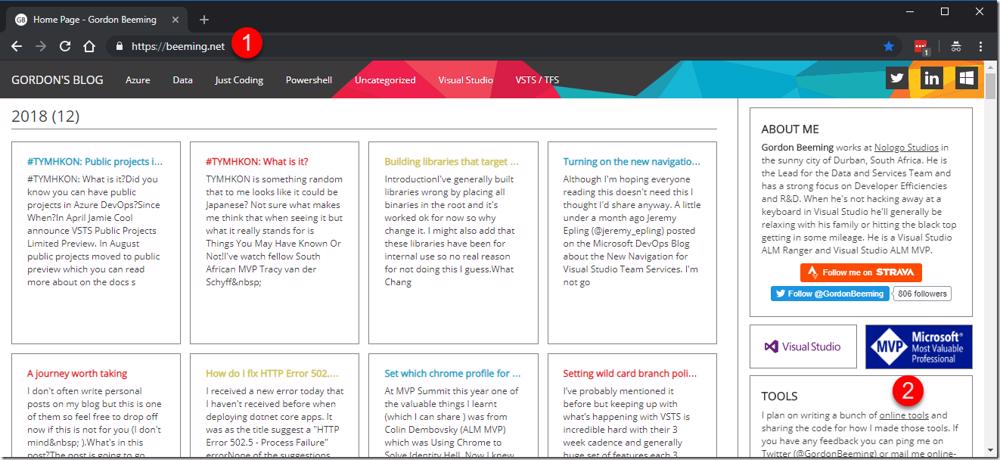 GB Home Page - Gordon Beeming
https://beeming.net
1
1
GORDON'S BLOG Azure Data Just Coding Powershell Uncategorized Visual Studio VSTS / TFS
in
2018 (12)
#TYMHKON: Public projects i...
#TYMHKON: What is it?Did you
know you can have public
projects in Azure DevOps?Since
When?In April Jamie Cool
announce VSTS Public Projects
Limited Preview. In August
public projects moved to public
preview which you can read
more about on the docs s
#TYMHKON: What is it?
TYMHKON is something random
that to me looks like it could be
Japanese? Not sure what makes
me think that when seeing it but
what it really stands for is
Things You May Have Known Or
Not!I've watch fellow South
African MVP Tracy van der
Schyff&nbsp;
Building libraries that target ...
IntroductionI've generally built
libraries wrong by placing all
binaries in the root and it's
worked ok for now so why
change it. I might also add that
these libraries have been for
internal use so no real reason
for not doing this I guess.What
Chang
Turning on the new navigatio...
Although I'm hoping everyone
reading this doesn't need this I
thought I'd share anyway. A little
under a month ago Jeremy
Epling (@jeremy_epling) posted
on the Microsoft DevOps Blog
about the New Navigation for
Visual Studio Team Services. I'm
not go
ABOUT ME
Gordon Beeming works at Nologo Studios in
the sunny city of Durban, South Africa. He is
the Lead for the Data and Services Team and
has a strong focus on Developer Efficiencies
and R&D. When he's not hacking away at a
keyboard in Visual Studio he'll generally be
relaxing with his family or hitting the black top
getting in some mileage. He is a Visual Studio
ALM Ranger and Visual Studio ALM MVP.
Follow me on STRAVA
Follow @GordonBeeming 806 followers
Visual Studio
MVP Microsoft®
Most Valuable
Professional
A journey worth taking
I don't often write personal
posts on my blog but this is one
of them so feel free to drop off
now if this is not for you (I don't
mind&nbsp; ).What's in this
post?The post is going to go
How do I fix HTTP Error 502....
I received a new error today that
I haven't received before when
deploying dotnet core apps. It
was as the title suggest a "HTTP
Error 502.5 - Process Failure"
errorNone of the suggestions
Set which chrome profile for ...
At MVP Summit this year one of
the valuable things I learnt
(which I can share ) was from
Colin Dembovsky (ALM MVP)
which was Using Chrome to
Solve Identity Hell. Now I knew
Setting wild card branch poli...
I've probably mentioned it
before but keeping up with
what's happening with VSTS is
incredible hard with their 3
week cadence and generally
huge set of features each 3
2
TOOLS
I plan on writing a bunch of online tools and
sharing the code for how I made those tools. If
you have any feedback you can ping me on
Twitter (@GordonBeeming) or mail me online-